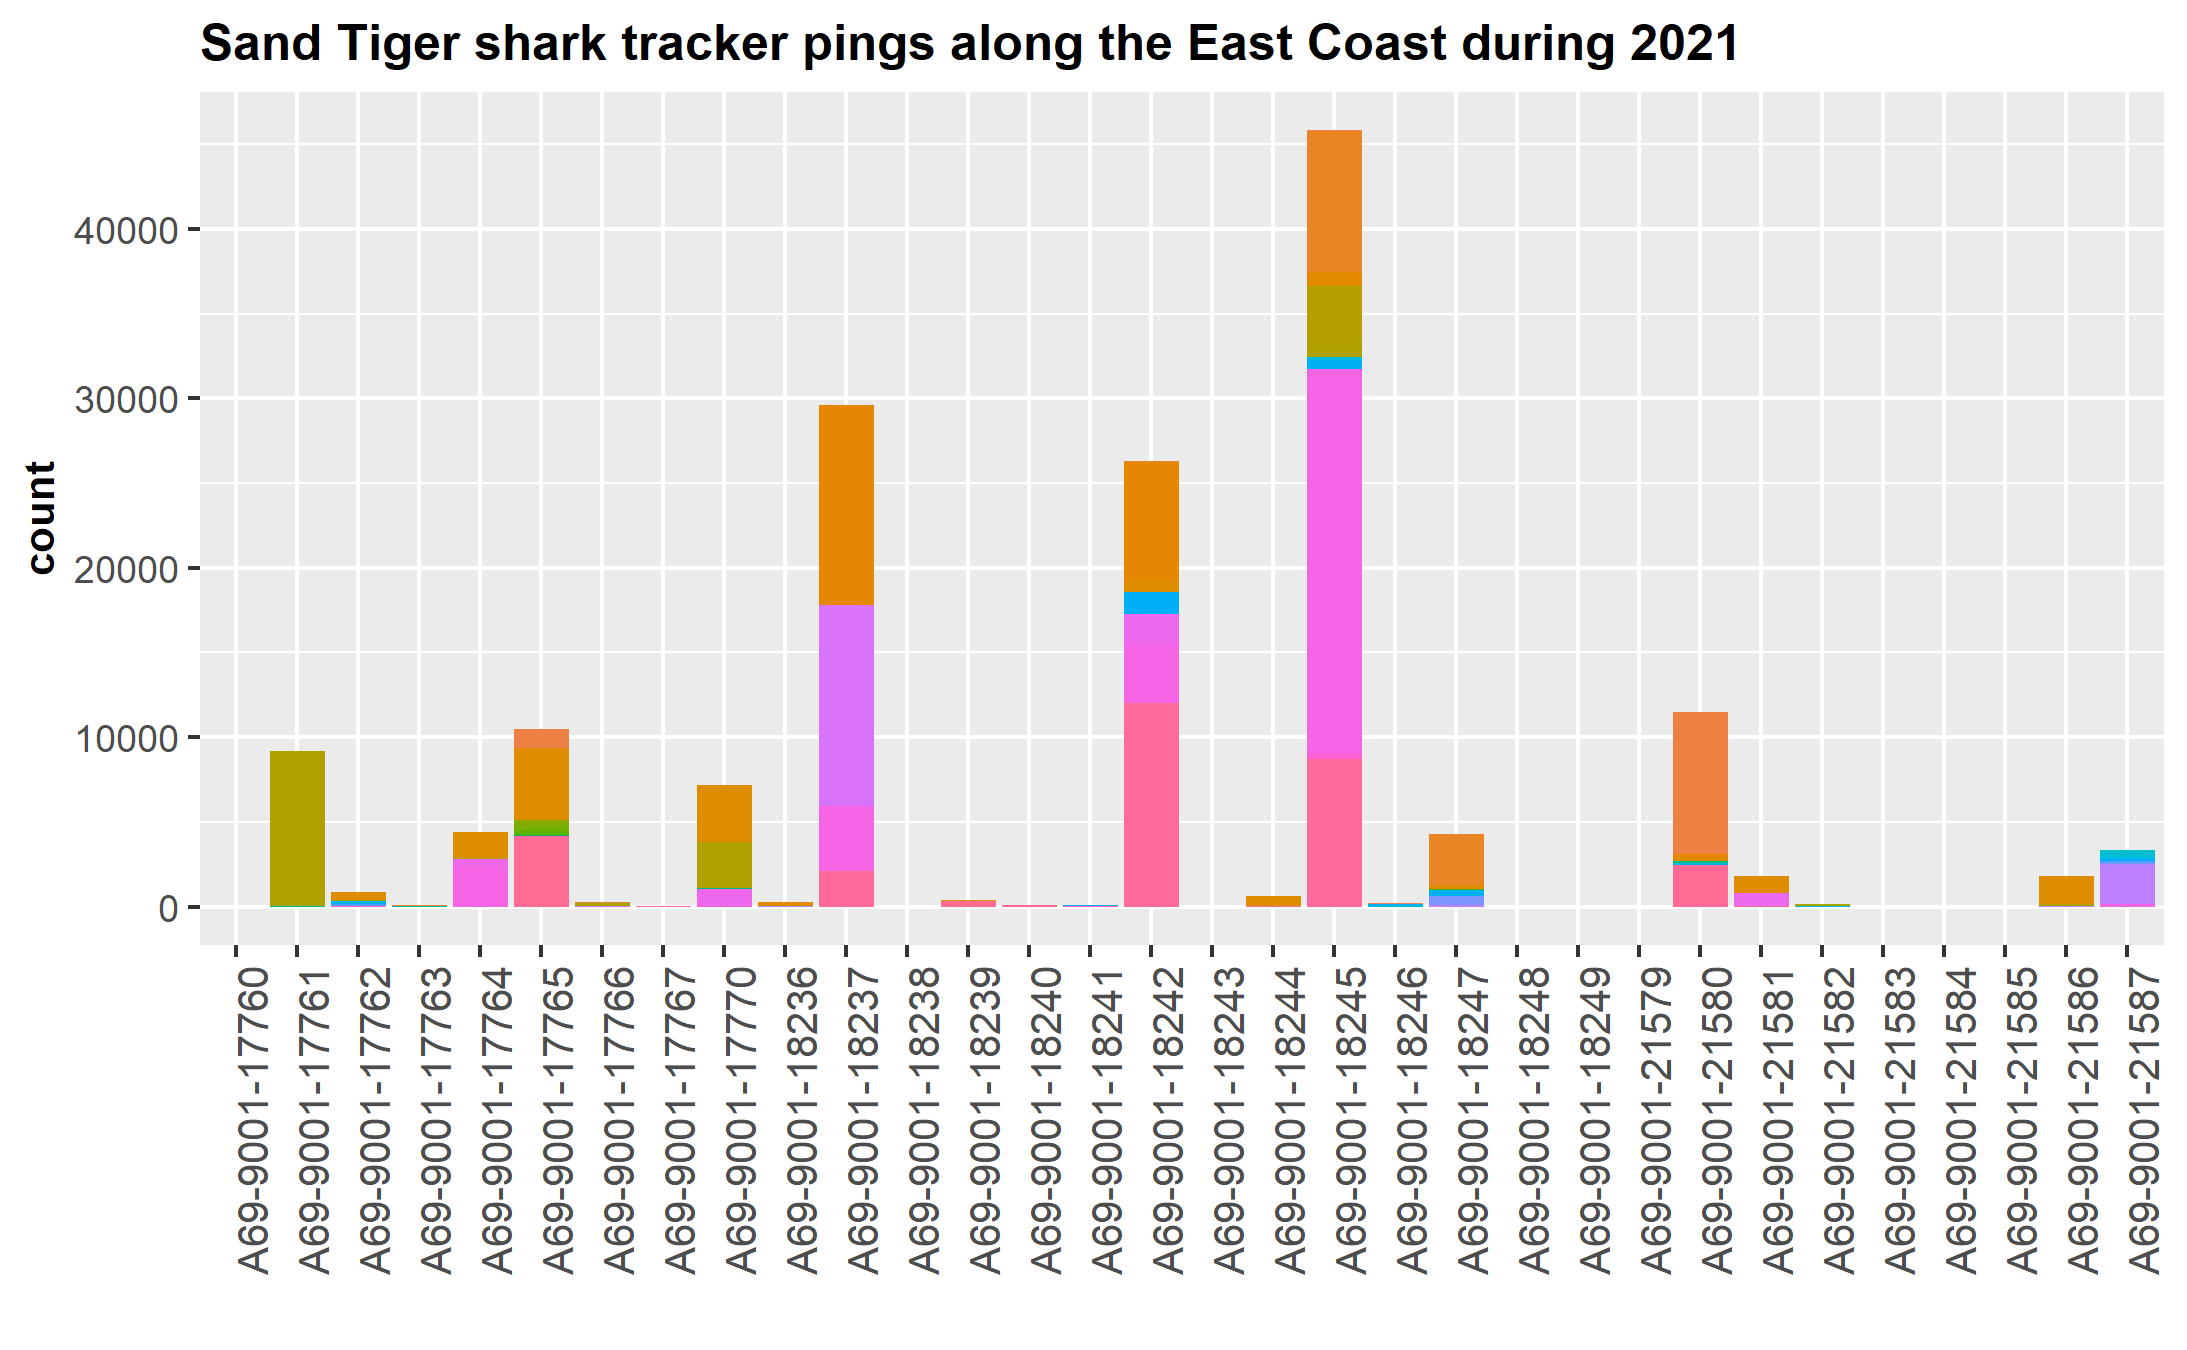 Sand Tiger shark tracker pings along the East Coast during 2021
count
40000
30000
20000
10000
0
A69-9001-17760
A69-9001-17761
A69-9001-17762
A69-9001-17763
A69-9001-17764
A69-9001-17765
A69-9001-17766
A69-9001-17767
A69-9001-17770
A69-9001-18236
A69-9001-18237
A69-9001-18238
A69-9001-18239
A69-9001-18240
A69-9001-18241
A69-9001-18242
A69-9001-18243
A69-9001-18244
A69-9001-18245
A69-9001-18246
A69-9001-18247
A69-9001-18248
A69-9001-18249
A69-9001-21579
A69-9001-21580
A69-9001-21581
A69-9001-21582
A69-9001-21583
A69-9001-21584
A69-9001-21585
A69-9001-21586
A69-9001-21587